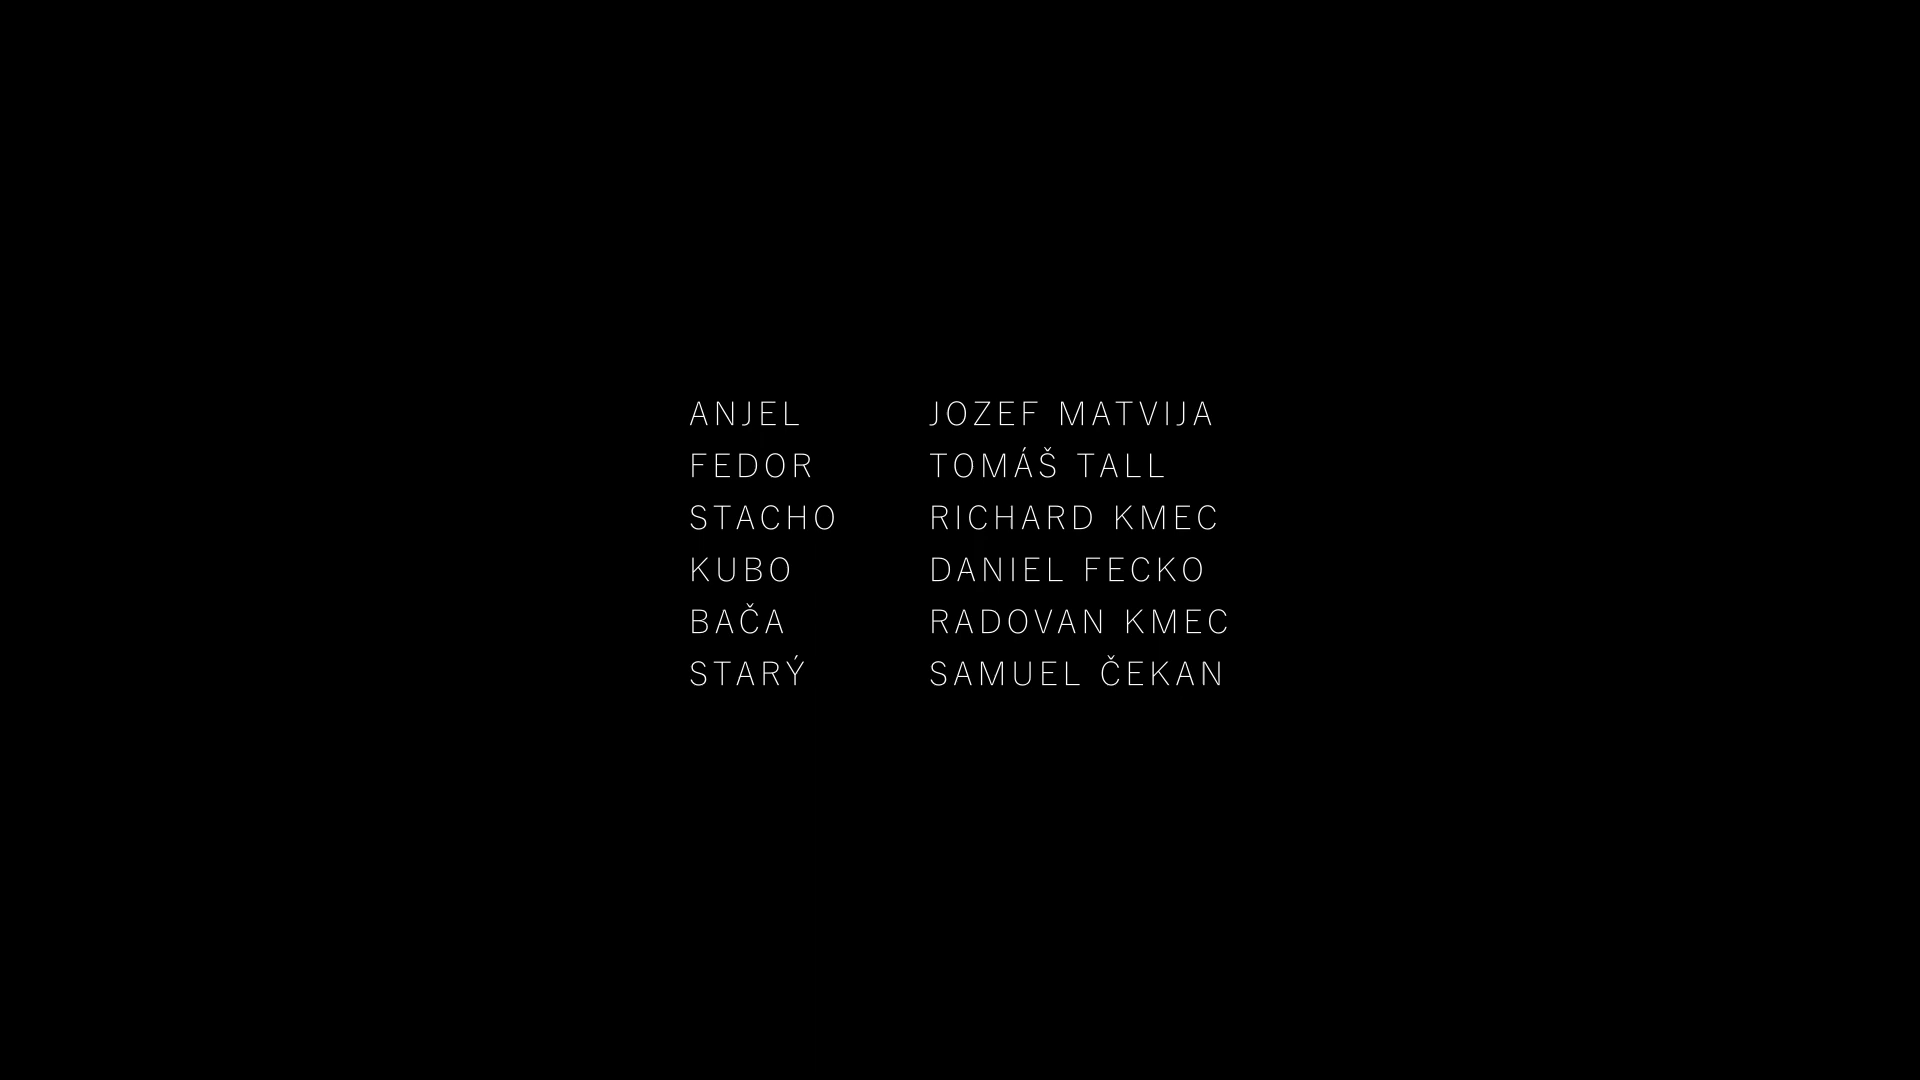 ANJEL JOZEF MATVIJA
FEDOR TOMÁŠ TALL
STACHO RICHARD KMEC
KUBO DANIEL FECKO
BAČA RADOVAN KMEC
STARÝ SAMUEL ČEKAN